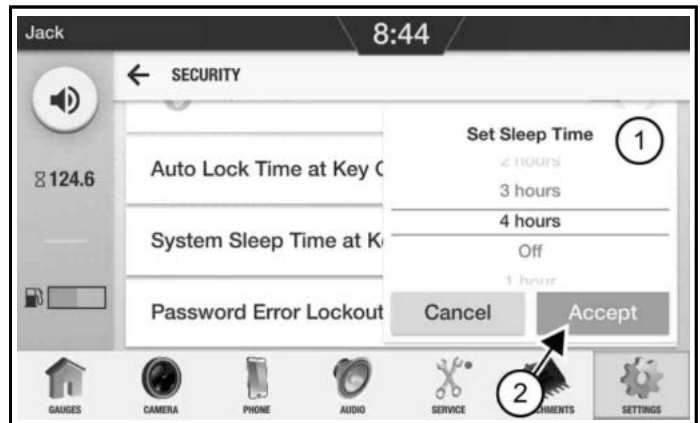 Jack
8:44
← SECURITY
Set Sleep Time
1
2 hours
Auto Lock Time at Key
3 hours
124.6
4 hours
System Sleep Time at
Off
1 hour
Password Error Lockout
Cancel
Accept
2
GAUGES
CAMERA
PHONE
AUDIO
SERVICE
SETTINGS